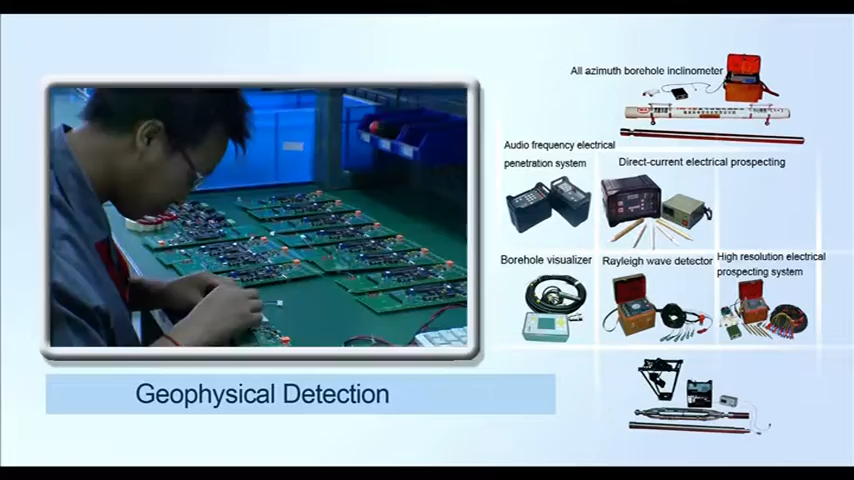 All azimuth borehole inclinometer
Audio frequency electrical
penetration system
Direct-current electrical prospecting
Borehole visualizer
Rayleigh wave detector
High resolution electrical
prospecting system
Geophysical Detection